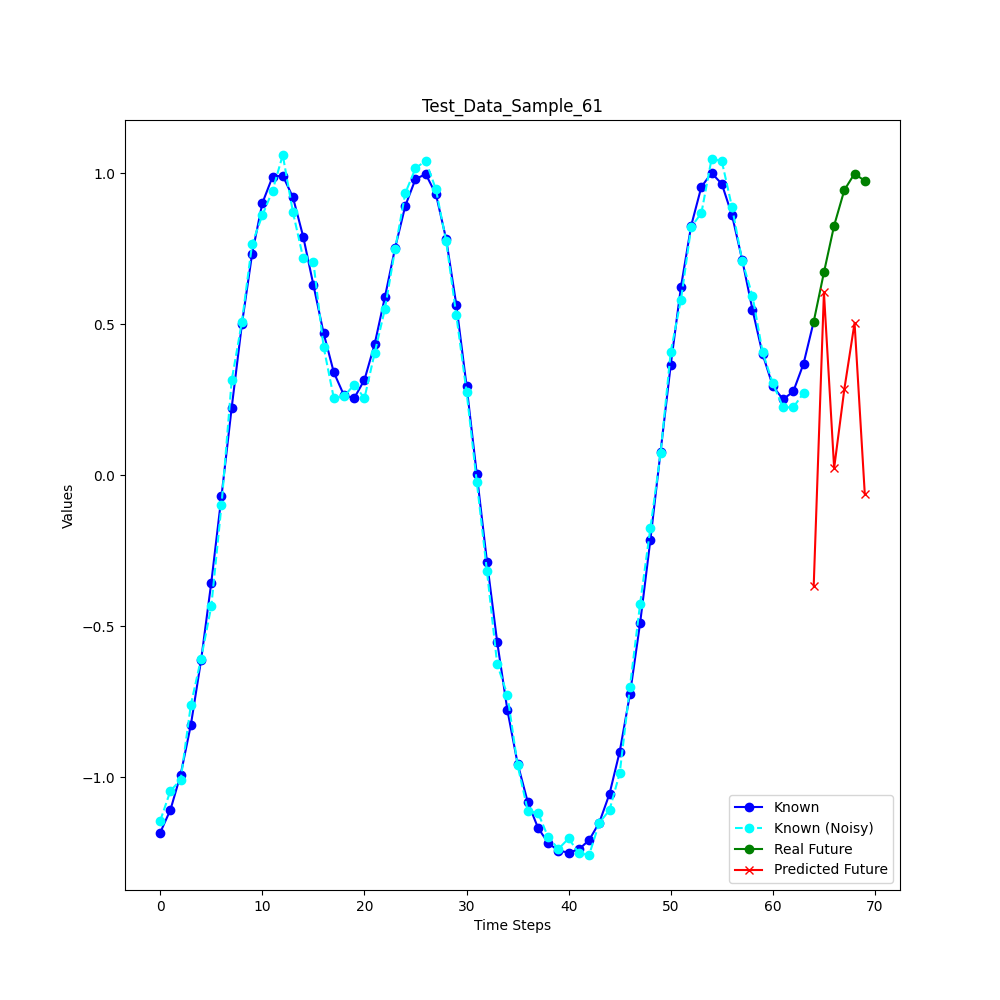 Test_Data_Sample_61
Values
1.0
0.5
0.0
−0.5
−1.0
0 10 20 30 40 50 60 70
Time Steps
Known
Known (Noisy)
Real Future
Predicted Future